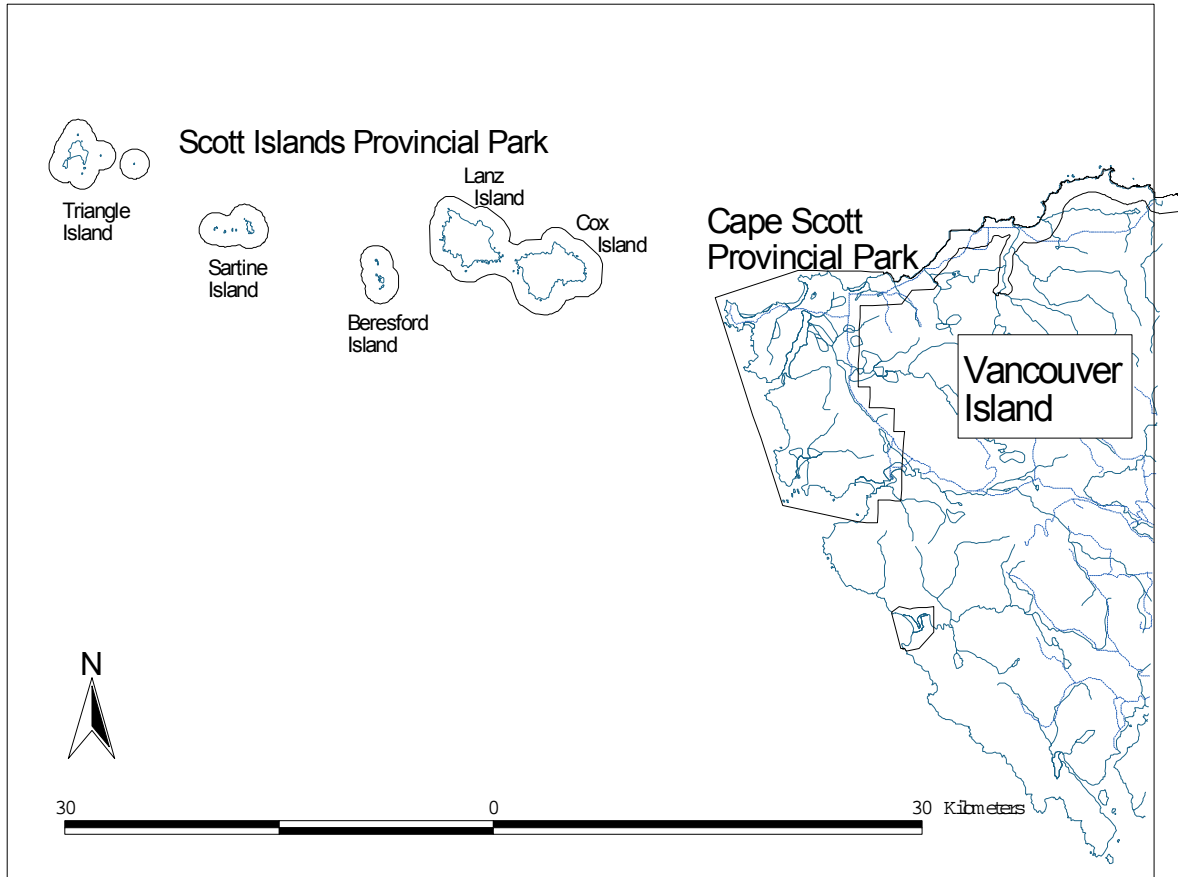 Scott Islands Provincial Park
Triangle
Island
Sartine
Island
Beresford
Island
Lanz
Island
Cox
Island
Cape Scott
Provincial Park
Vancouver
Island
N
30
0
30 Kilometers